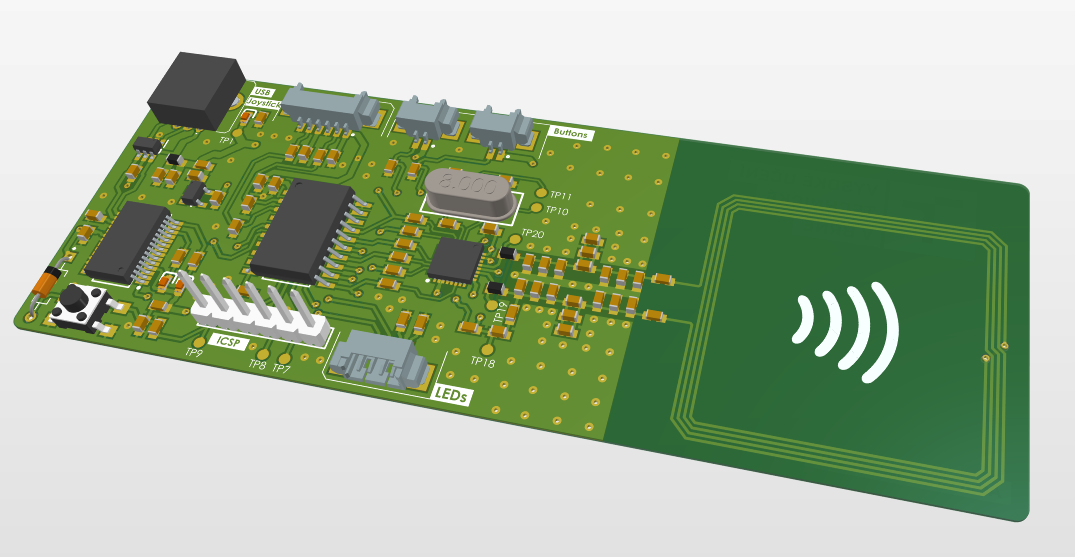 USB
Joystick
TP1
Buttons
8.000
TP11
TP10
TP20
TP19
TP9
ICSP
TP8
TP7
TP18
LEDs